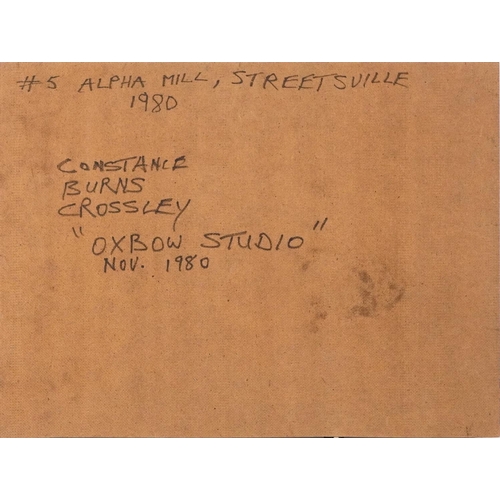 #5 ALPHA MILL, STREETSVILLE
1980
CONSTANCE
BURNS
CROSSLEY
"OXBOW STUDIO"
NOV. 1980